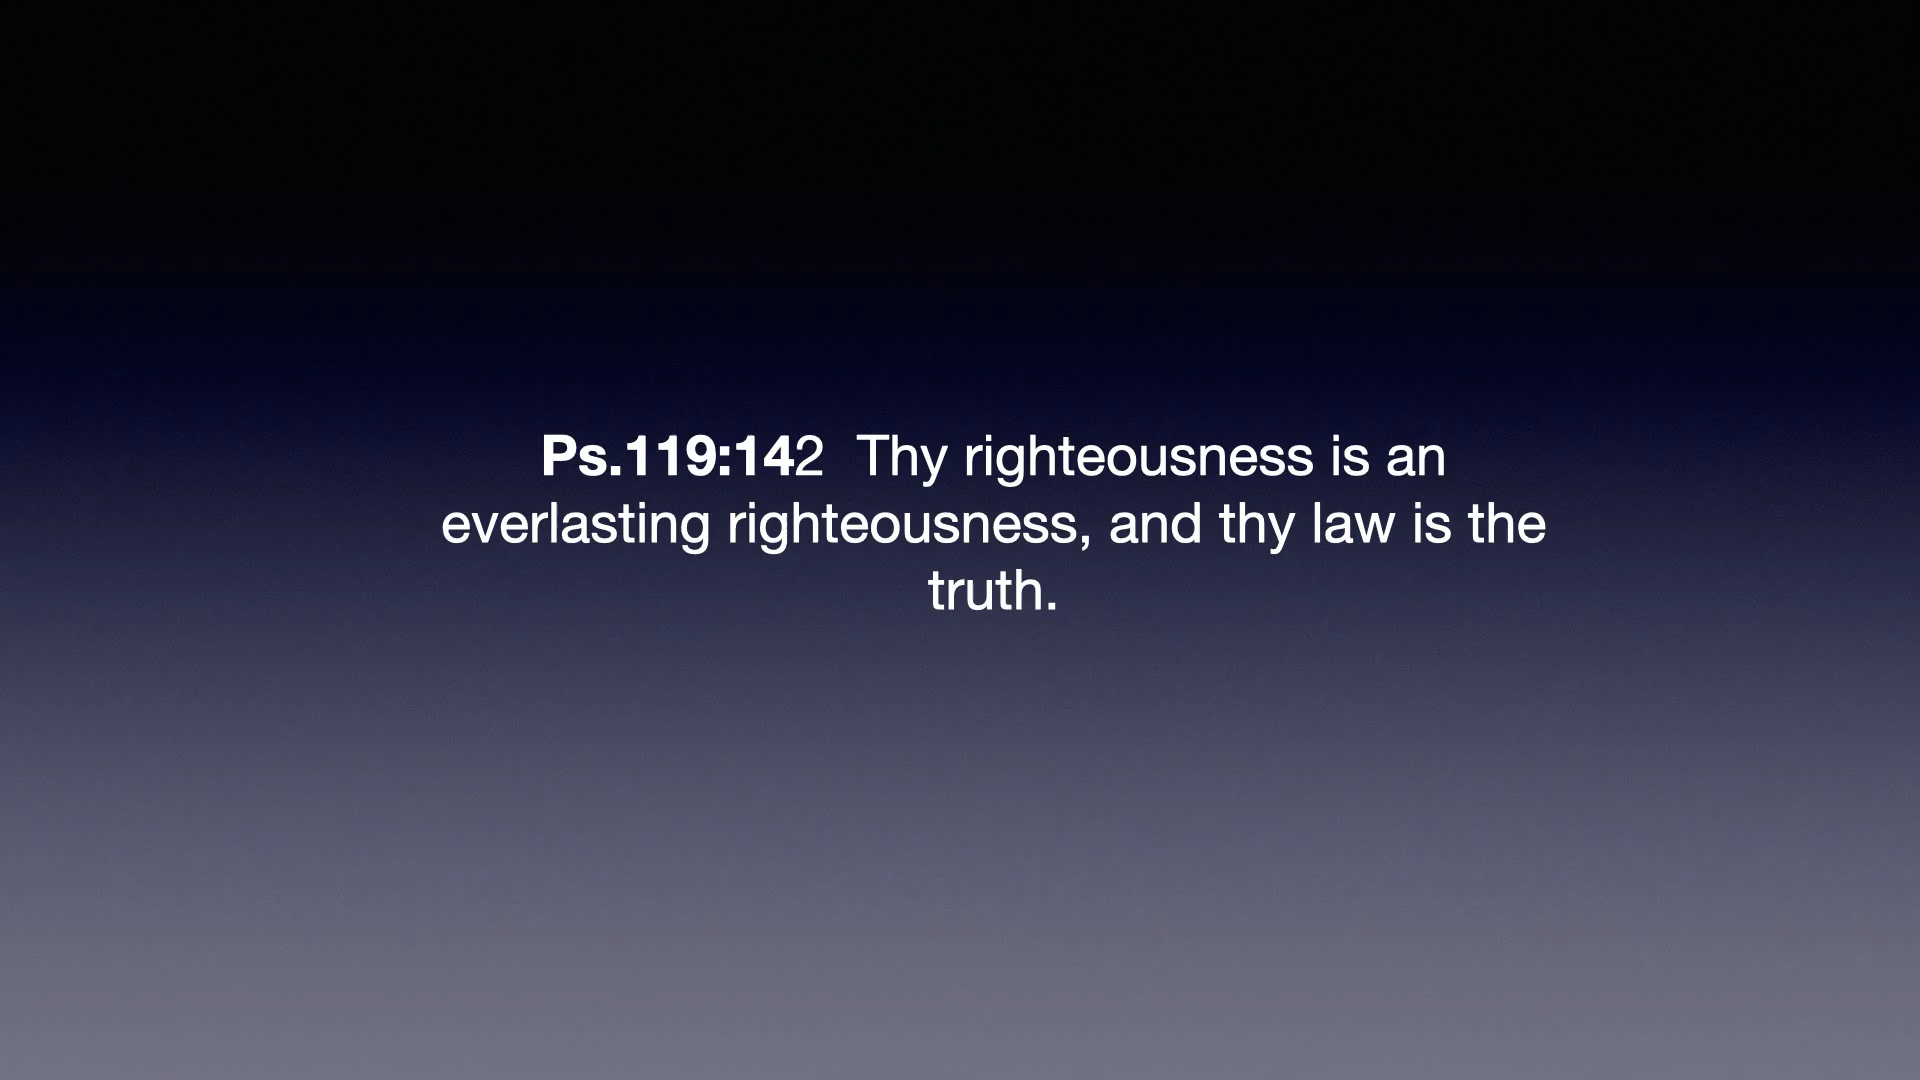 Ps.119:142  Thy righteousness is an
everlasting righteousness, and thy law is the
truth.